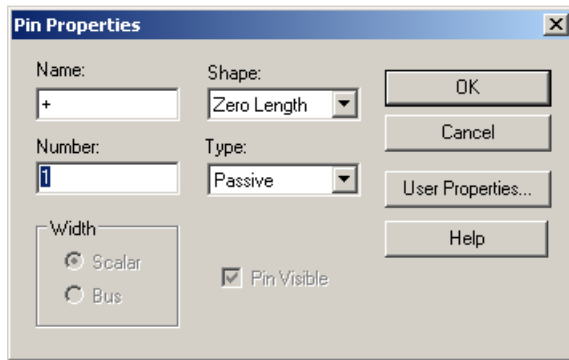 Pin Properties
Name:
+
Shape:
Zero Length
OK
Cancel
Number:
1
Type:
Passive
User Properties...
Width
Scalar
Bus
Pin Visible
Help